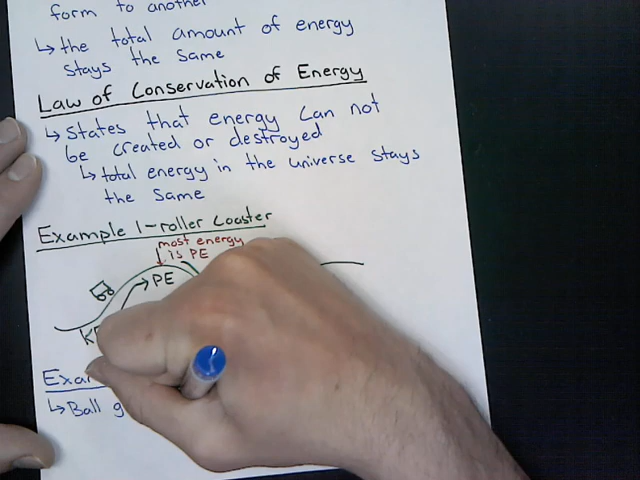 form to another
↳ the total amount of energy
stays the same
Law of Conservation of Energy
↳ States that energy can not
be created or destroyed
↳ total energy in the universe stays
the same
Example 1-roller coaster
most energy
↓ is PE
→ PE
↳ Ball